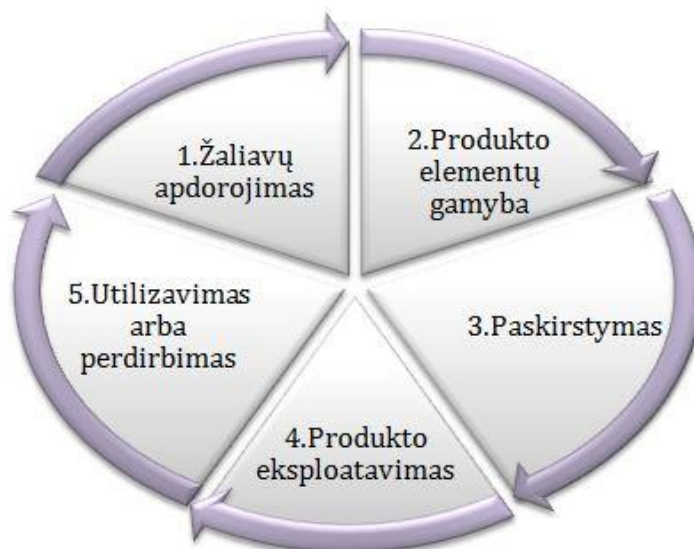 1.Žaliavų
apdorojimas
2.Produkto
elementų
gamyba
3.Paskirstymas
4.Produkto
eksploatavimas
5.Utilizavimas
arba
perdirbimas